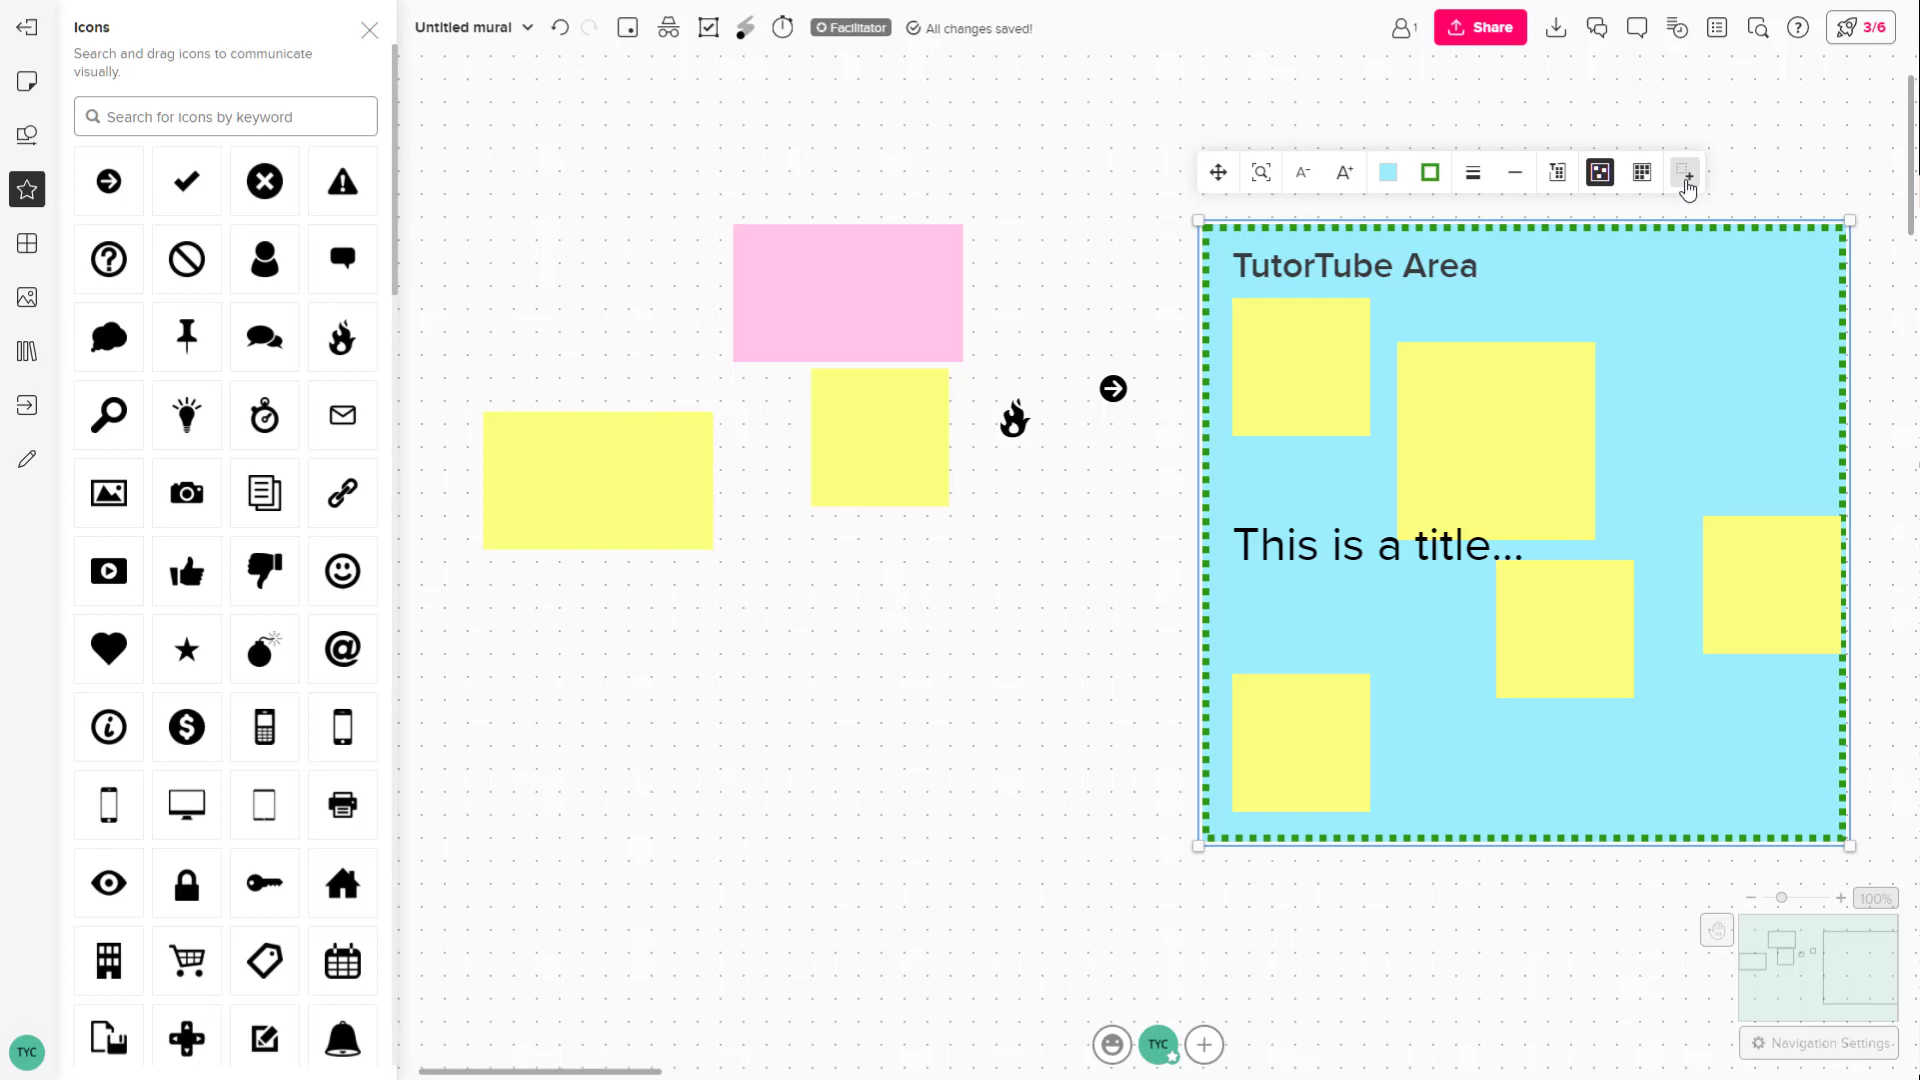 Icons
Search and drag icons to communicate
visually.
Search for icons by keyword
Untitled mural
Facilitator
All changes saved!
1
Share
3/6
A-
A+
TutorTube Area
This is a title...
100%
Navigation Settings
TYC
TYC